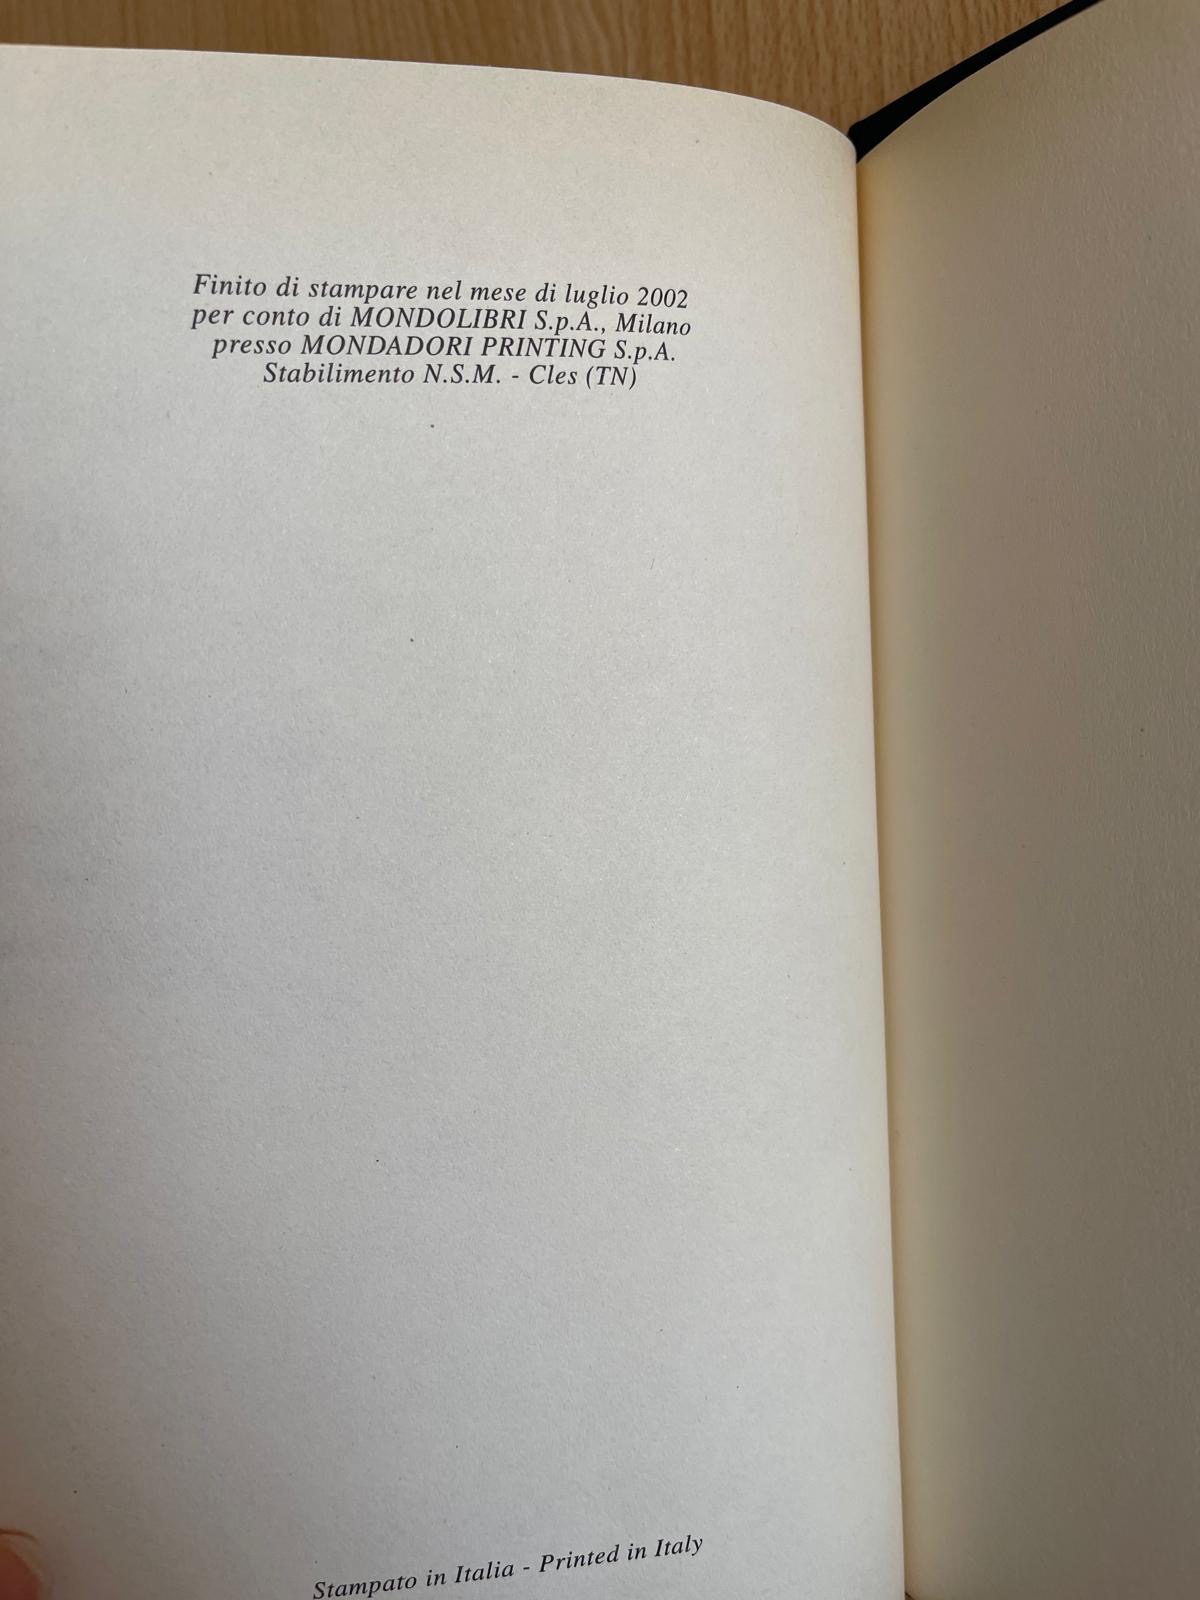 Finito di stampare nel mese di luglio 2002
per conto di MONDOLIBRI S.p.A., Milano
presso MONDADORI PRINTING S.p.A.
Stabilimento N.S.M. - Cles (TN)
Stampato in Italia - Printed in Italy